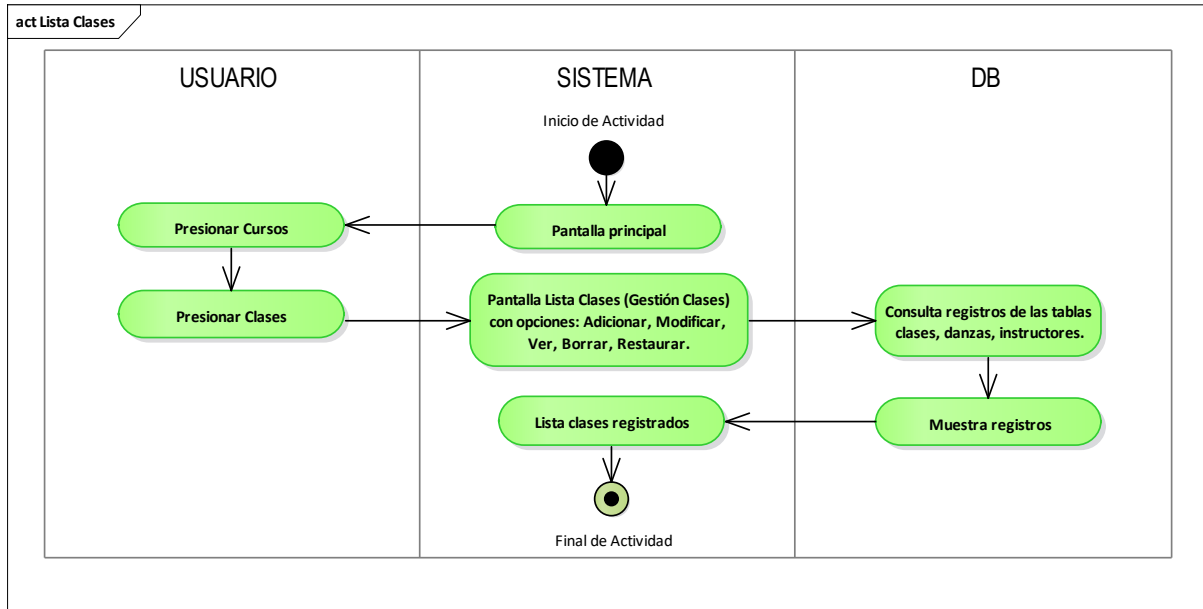 act Lista Clases
USUARIO
SISTEMA
DB
Inicio de Actividad
Presionar Cursos
Pantalla principal
Presionar Clases
Pantalla Lista Clases (Gestión Clases)
con opciones: Adicionar, Modificar,
Ver, Borrar, Restaurar.
Consulta registros de las tablas
clases, danzas, instructores.
Lista clases registrados
Muestra registros
Final de Actividad